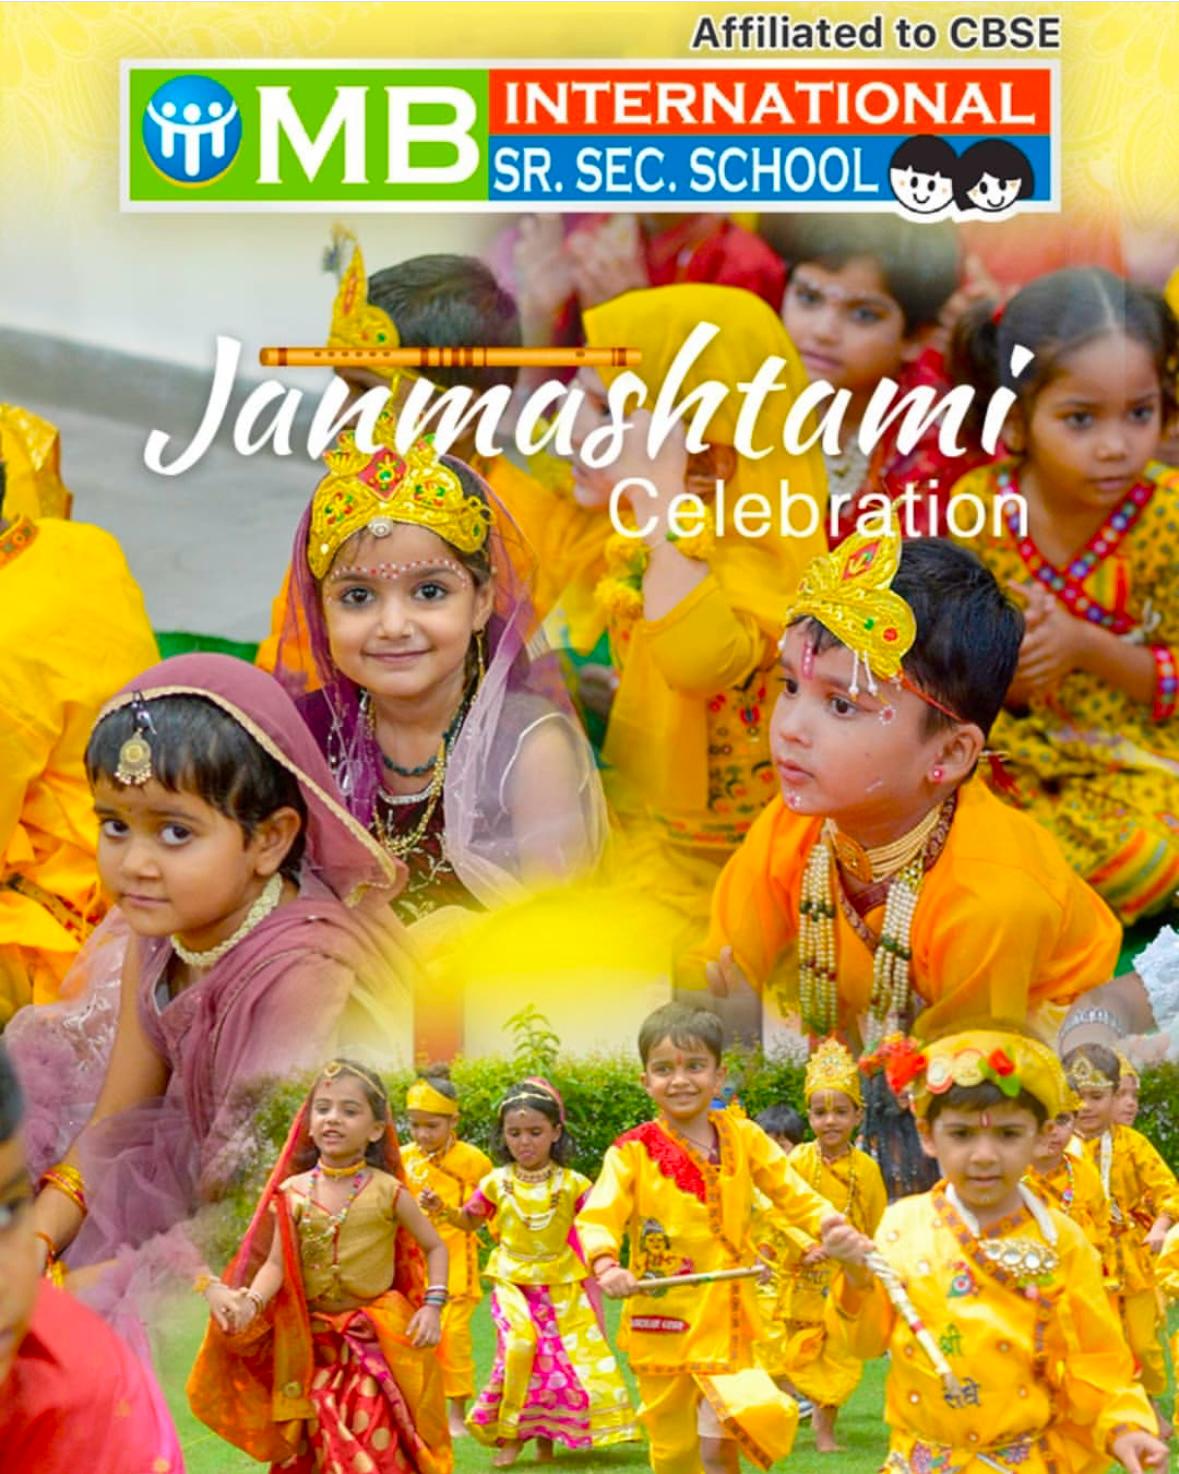 Affiliated to CBSE
MB
INTERNATIONAL
SR. SEC. SCHOOL
Janmashtami
Celebration
श्री
राधे